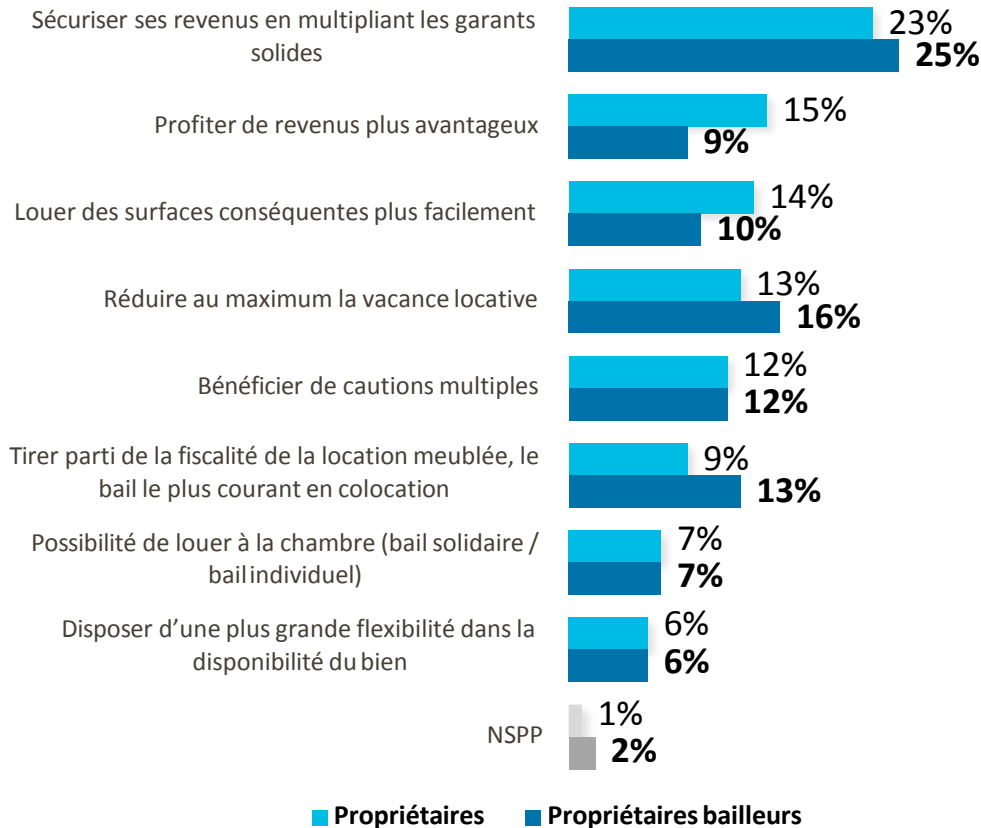 Sécuriser ses revenus en multipliant les garants
solides
23%
25%
Profiter de revenus plus avantageux
15%
9%
Louer des surfaces conséquentes plus facilement
14%
10%
Réduire au maximum la vacance locative
13%
16%
Bénéficier de cautions multiples
12%
12%
Tirer parti de la fiscalité de la location meublée, le
bail le plus courant en colocation
9%
13%
Possibilité de louer à la chambre (bail solidaire /
bail individuel)
7%
7%
Disposer d’une plus grande flexibilité dans la
disponibilité du bien
6%
6%
NSPP
1%
2%
Propriétaires Propriétaires bailleurs